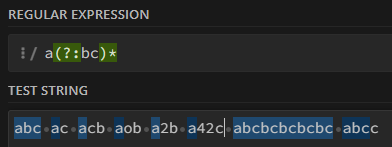 REGULAR EXPRESSION
/ a(?:bc)*
TEST STRING
abc ac acb aob a2b a42c abcbcbcbcbc abcc